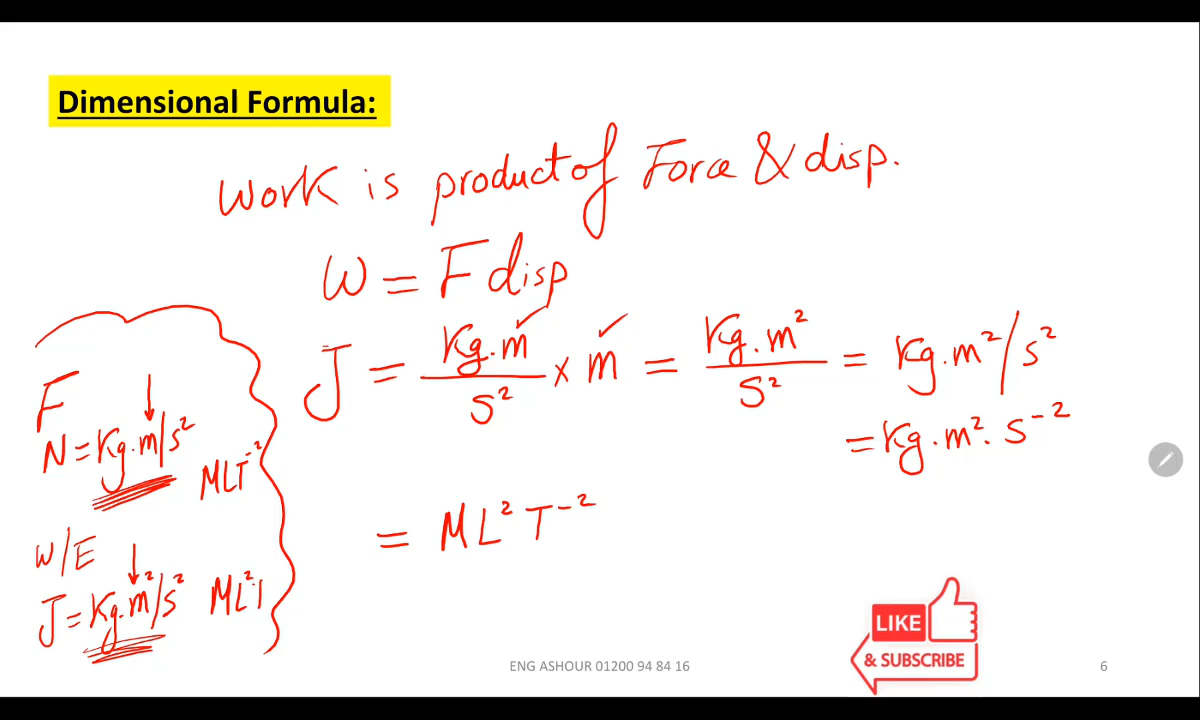 Dimensional Formula:
Work is product of Force & disp.
W = F disp
J = Kg.m/s² × m = Kg.m²/s² = Kg.m²/s²
= Kg.m².s⁻²
= ML²T⁻²
F
N = Kg.m/s²
MLT⁻²
W/E
J = Kg.m²/s² ML²
LIKE
& SUBSCRIBE
ENG ASHOUR 01200 94 84 16
6